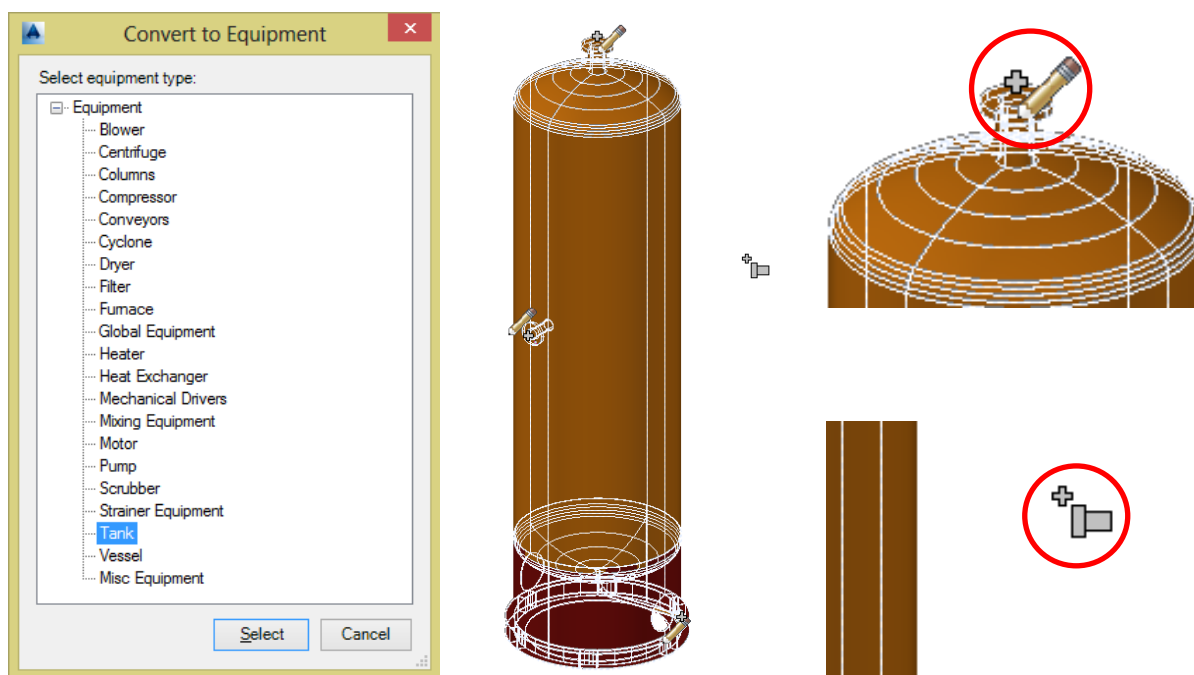 Convert to Equipment
Select equipment type:
Equipment
Blower
Centrifuge
Columns
Compressor
Conveyors
Cyclone
Dryer
Filter
Furnace
Global Equipment
Heater
Heat Exchanger
Mechanical Drivers
Mixing Equipment
Motor
Pump
Scrubber
Strainer Equipment
Tank
Vessel
Misc Equipment
Select Cancel